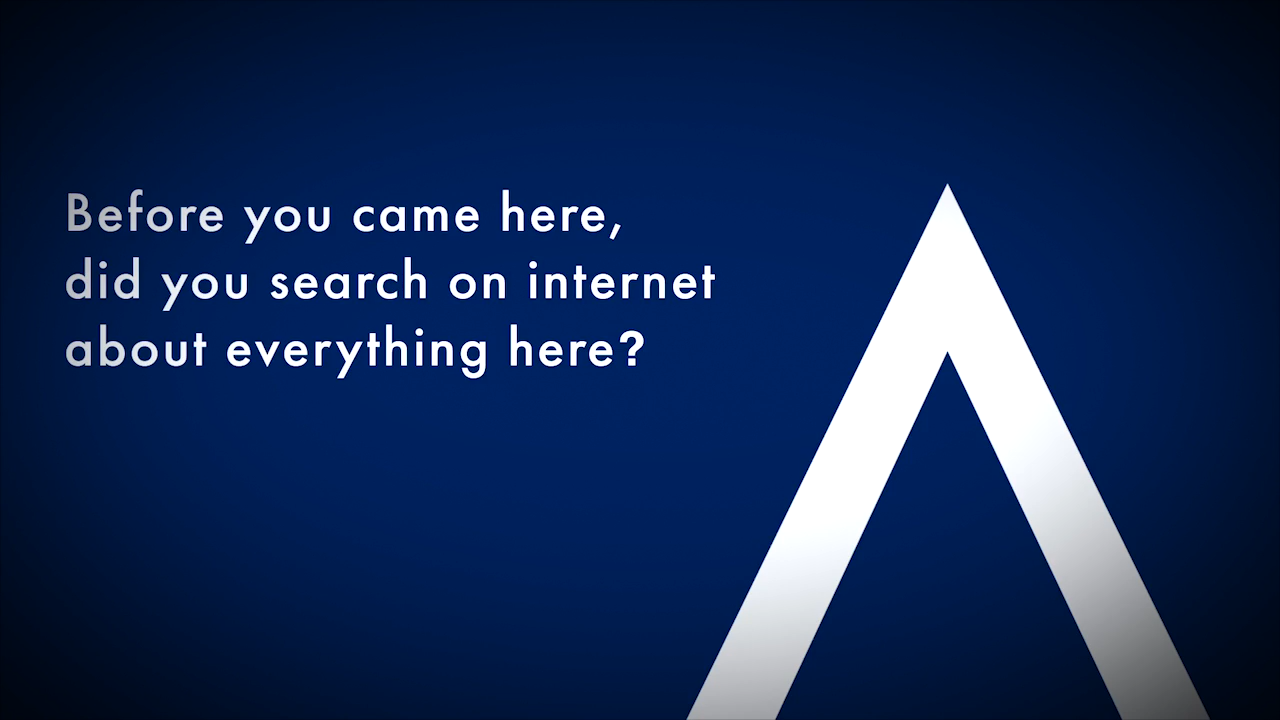 Before you came here,
did you search on internet
about everything here?